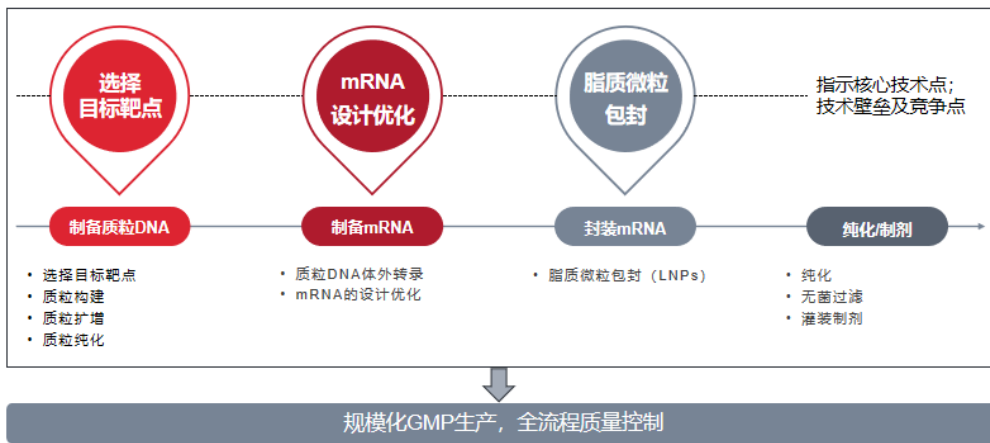 选择
目标靶点
mRNA
设计优化
脂质微粒
包封
指示核心技术点；
技术壁垒及竞争点
制备质粒DNA
制备mRNA
封装mRNA
纯化/制剂
• 选择目标靶点
• 质粒构建
• 质粒扩增
• 质粒纯化
• 质粒DNA体外转录
• mRNA的设计优化
• 脂质微粒包封（LNPs）
• 纯化
• 无菌过滤
• 灌装制剂
规模化GMP生产，全流程质量控制